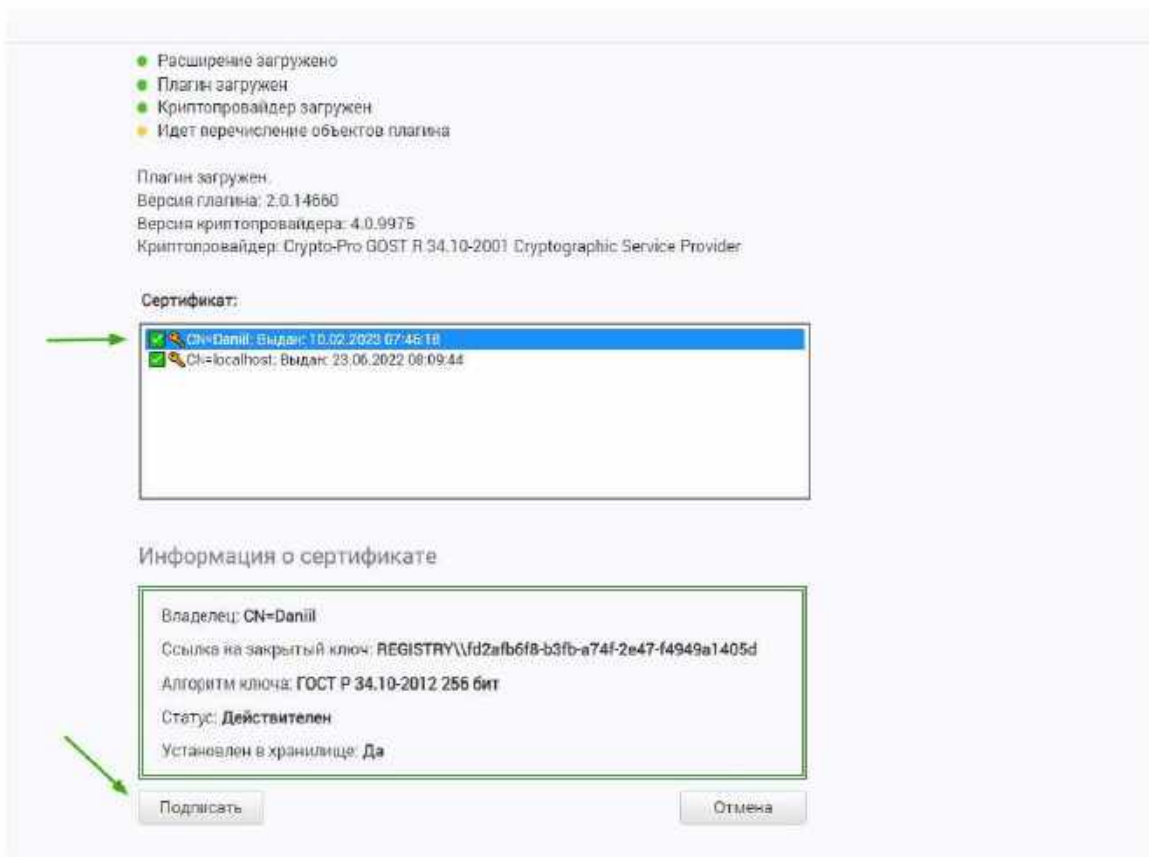 Расширение загружено
Плагин загружен
Криптопровайдер загружен
Идет перечисление объектов плагина
Плагин загружен.
Версия плагина: 2.0.14660
Версия криптопровайдера: 4.0.9975
Криптопровайдер: Crypto-Pro GOST R 34.10-2001 Cryptographic Service Provider
Сертификат:
CN=Daniil; Выдан: 10.02.2023 07:46:18
CN=localhost; Выдан: 23.06.2022 08:09:44
Информация о сертификате
Владелец: CN=Daniil
Ссылка на закрытый ключ: REGISTRY\\fd2afb6f8-b3fb-a74f-2e47-f4949a1405d
Алгоритм ключа: ГОСТ Р 34.10-2012 256 бит
Статус: Действителен
Установлен в хранилище: Да
Подписать Отмена